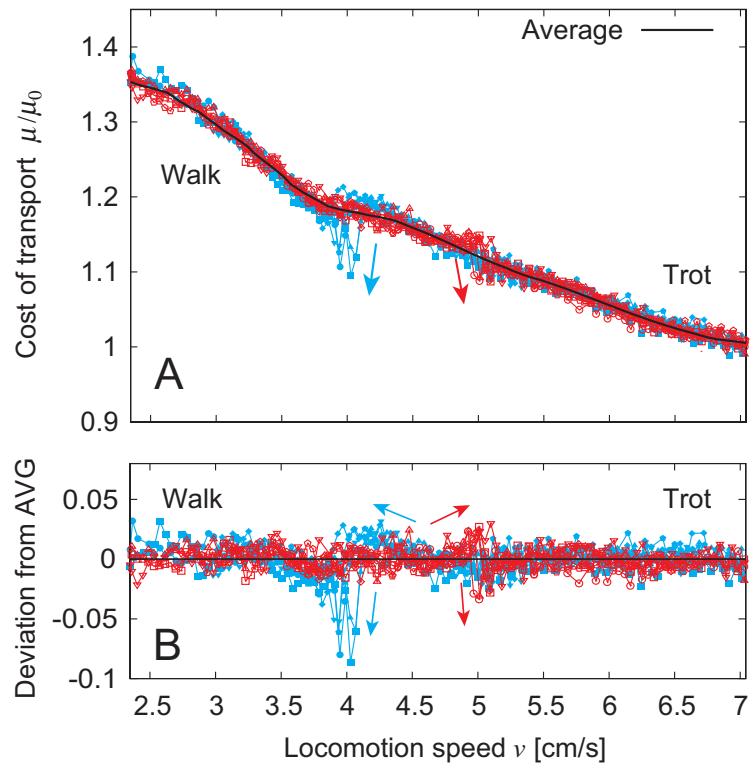 Average
1.4
1.3
1.2
1.1
1
0.9
Cost of transport μ/μ0
Walk
Trot
A
0.05
0
-0.05
-0.1
Deviation from AVG
Walk
Trot
B
2.5 3 3.5 4 4.5 5 5.5 6 6.5 7
Locomotion speed v [cm/s]